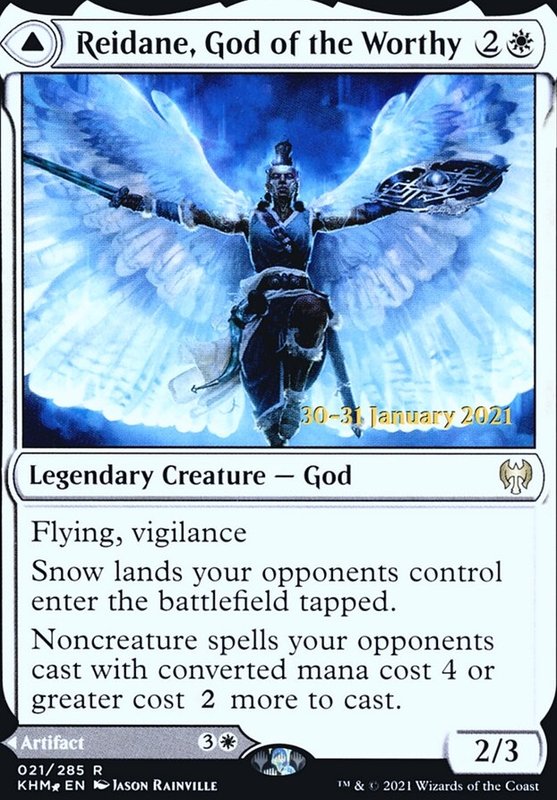 Reidane, God of the Worthy 2
30-31 January 2021
Legendary Creature — God
Flying, vigilance
Snow lands your opponents control
enter the battlefield tapped.
Noncreature spells your opponents
cast with converted mana cost 4 or
greater cost 2 more to cast.
Artifact 3
2/3
021/285 R
KHM EN Jason Rainville
™ & © 2021 Wizards of the Coast